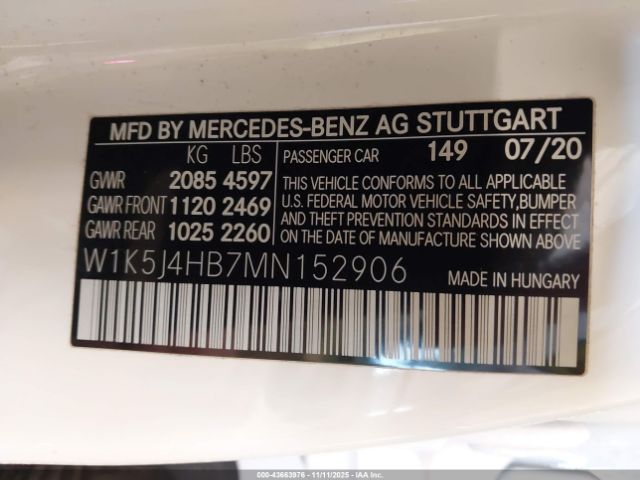 MFD BY MERCEDES-BENZ AG STUTTGART
KG LBS
GVWR 2085 4597
GAWR FRONT 1120 2469
GAWR REAR 1025 2260
PASSENGER CAR 149 07/20
THIS VEHICLE CONFORMS TO ALL APPLICABLE
U.S. FEDERAL MOTOR VEHICLE SAFETY,BUMPER
AND THEFT PREVENTION STANDARDS IN EFFECT
ON THE DATE OF MANUFACTURE SHOWN ABOVE.
W1K5J4HB7MN152906
MADE IN HUNGARY
000-43663976 - 11/11/2025 - IAAI.COM